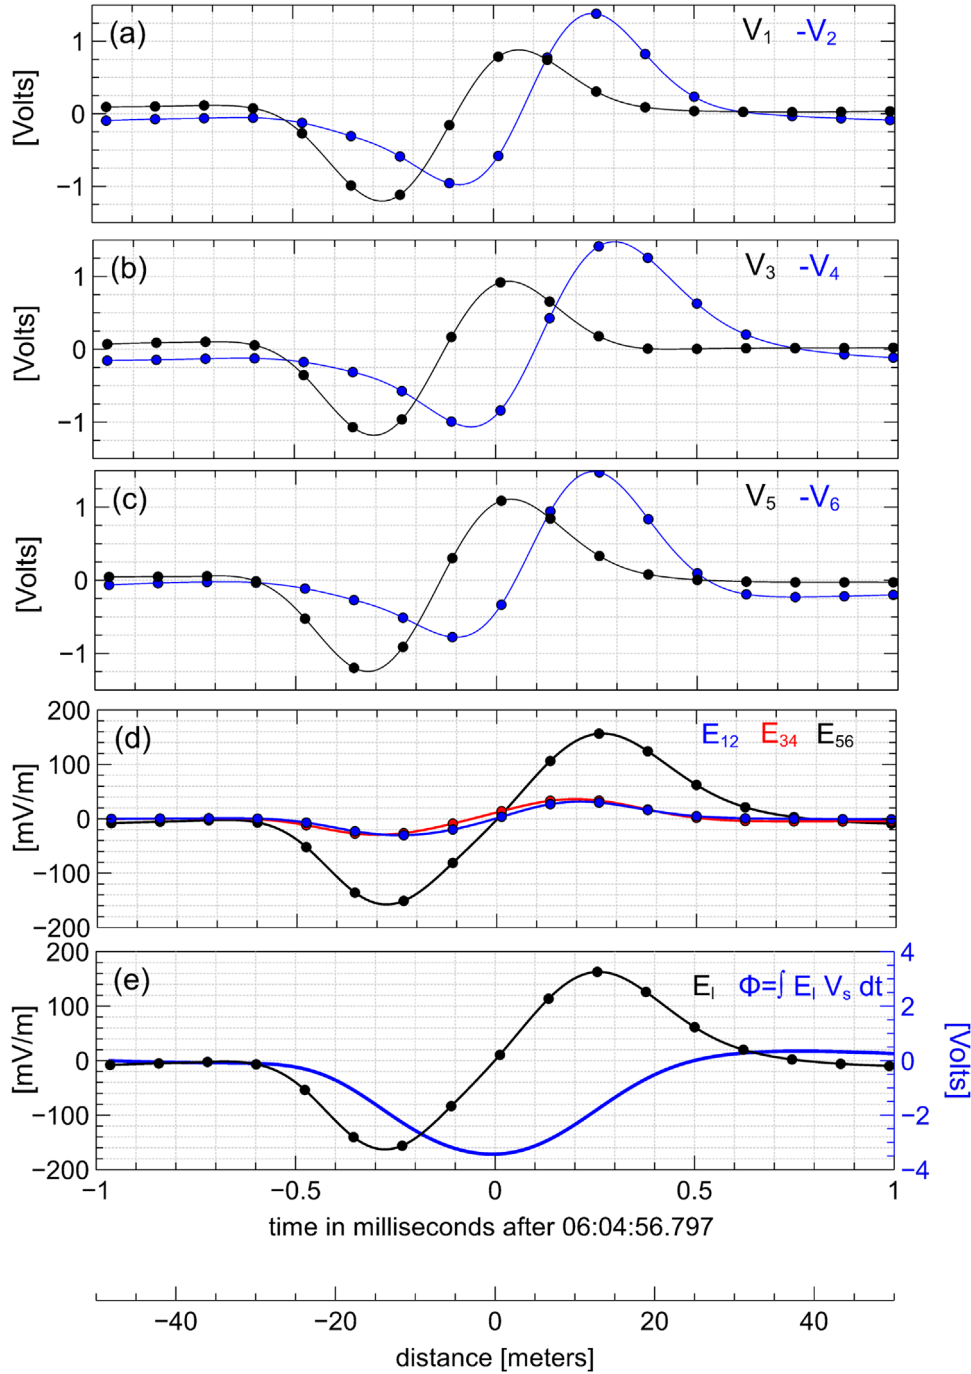 (a) V₁ -V₂
1
0
−1
[Volts]
(b) V₃ -V₄
1
0
−1
[Volts]
(c) V₅ -V₆
1
0
−1
[Volts]
200
(d) E₁₂ E₃₄ E₅₆
100
0
−100
−200
[mV/m]
200 4
(e) Eₗ Φ=∫ Eₗ Vₛ dt
100 2
0 0
−100 −2
−200 −4
[mV/m] [Volts]
−1 −0.5 0 0.5 1
time in milliseconds after 06:04:56.797
−40 −20 0 20 40
distance [meters]